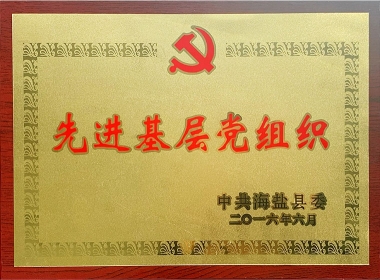 先进基层党组织
中共海盐县委
二〇一六年六月